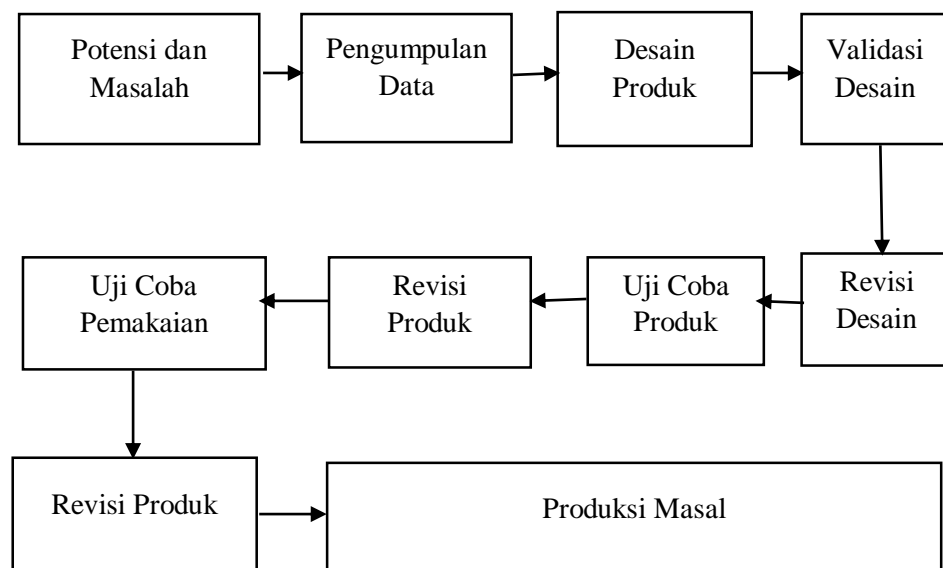 Potensi dan
Masalah
Pengumpulan
Data
Desain
Produk
Validasi
Desain
Revisi
Desain
Uji Coba
Produk
Revisi
Produk
Uji Coba
Pemakaian
Revisi Produk
Produksi Masal